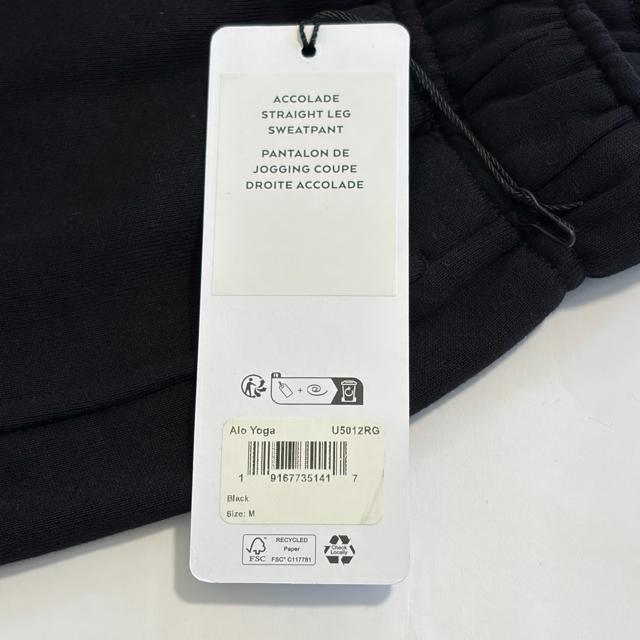 ACCOLADE
STRAIGHT LEG
SWEATPANT
PANTALON DE
JOGGING COUPE
DROITE ACCOLADE
FR
+
Alo Yoga U5012RG
1 9167735141 7
Black
Size: M
FSC
RECYCLED
Paper
FSC® C117781
Check
Locally